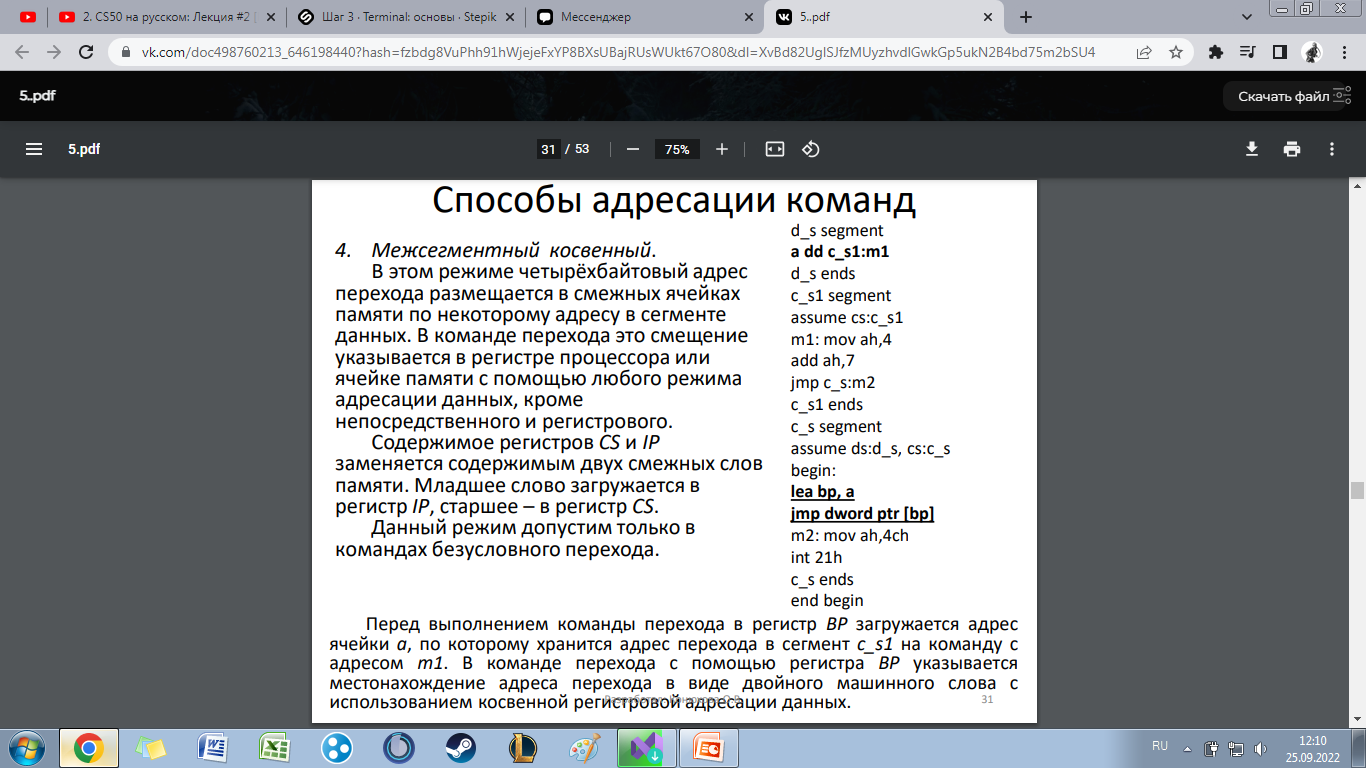 2. CS50 на русском: Лекция #2
Шаг 3 · Terminal: основы · Stepik
Мессенджер
5..pdf
vk.com/doc498760213_646198440?hash=fzbdg8VuPhh91hWjejeFxYP8BXsUBajRUsWUkt67O80&dl=XvBd82UgISJfzMUyzhvdIGwkGp5ukN2B4bd75m2bSU4
5..pdf
Скачать файл
5.pdf
31 / 53
75%
Способы адресации команд
4. Межсегментный косвенный.
В этом режиме четырёхбайтовый адрес
перехода размещается в смежных ячейках
памяти по некоторому адресу в сегменте
данных. В команде перехода это смещение
указывается в регистре процессора или
ячейке памяти с помощью любого режима
адресации данных, кроме
непосредственного и регистрового.
Содержимое регистров CS и IP
заменяется содержимым двух смежных слов
памяти. Младшее слово загружается в
регистр IP, старшее – в регистр CS.
Данный режим допустим только в
командах безусловного перехода.
d_s segment
a dd c_s1:m1
d_s ends
c_s1 segment
assume cs:c_s1
m1: mov ah,4
add ah,7
jmp c_s:m2
c_s1 ends
c_s segment
assume ds:d_s, cs:c_s
begin:
lea bp, a
jmp dword ptr [bp]
m2: mov ah,4ch
int 21h
c_s ends
end begin
Перед выполнением команды перехода в регистр BP загружается адрес
ячейки a, по которому хранится адрес перехода в сегмент c_s1 на команду с
адресом m1. В команде перехода с помощью регистра BP указывается
местонахождение адреса перехода в виде двойного машинного слова с
использованием косвенной регистровой адресации данных.
31
RU
12:10
25.09.2022